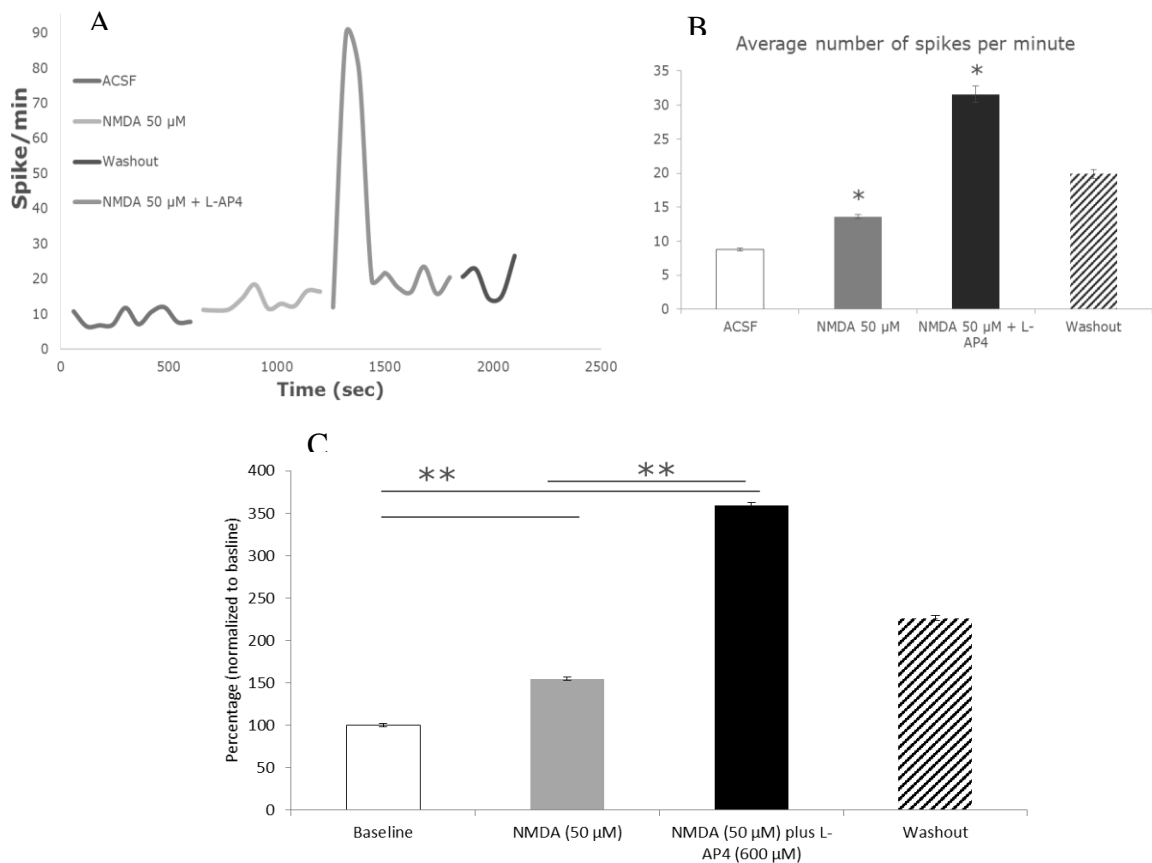 A
Spike/min
90
80
70
60
50
40
30
20
10
0
ACSF
NMDA 50 μM
Washout
NMDA 50 μM + L-AP4
0
500
1000
1500
2000
2500
Time (sec)
B
Average number of spikes per minute
35
30
25
20
15
10
5
0
*
*
ACSF
NMDA 50 μM
NMDA 50 μM + L-
AP4
Washout
C
Percentage (normalized to basline)
400
350
300
250
200
150
100
50
0
**
**
Baseline
NMDA (50 μM)
NMDA (50 μM) plus L-
AP4 (600 μM)
Washout